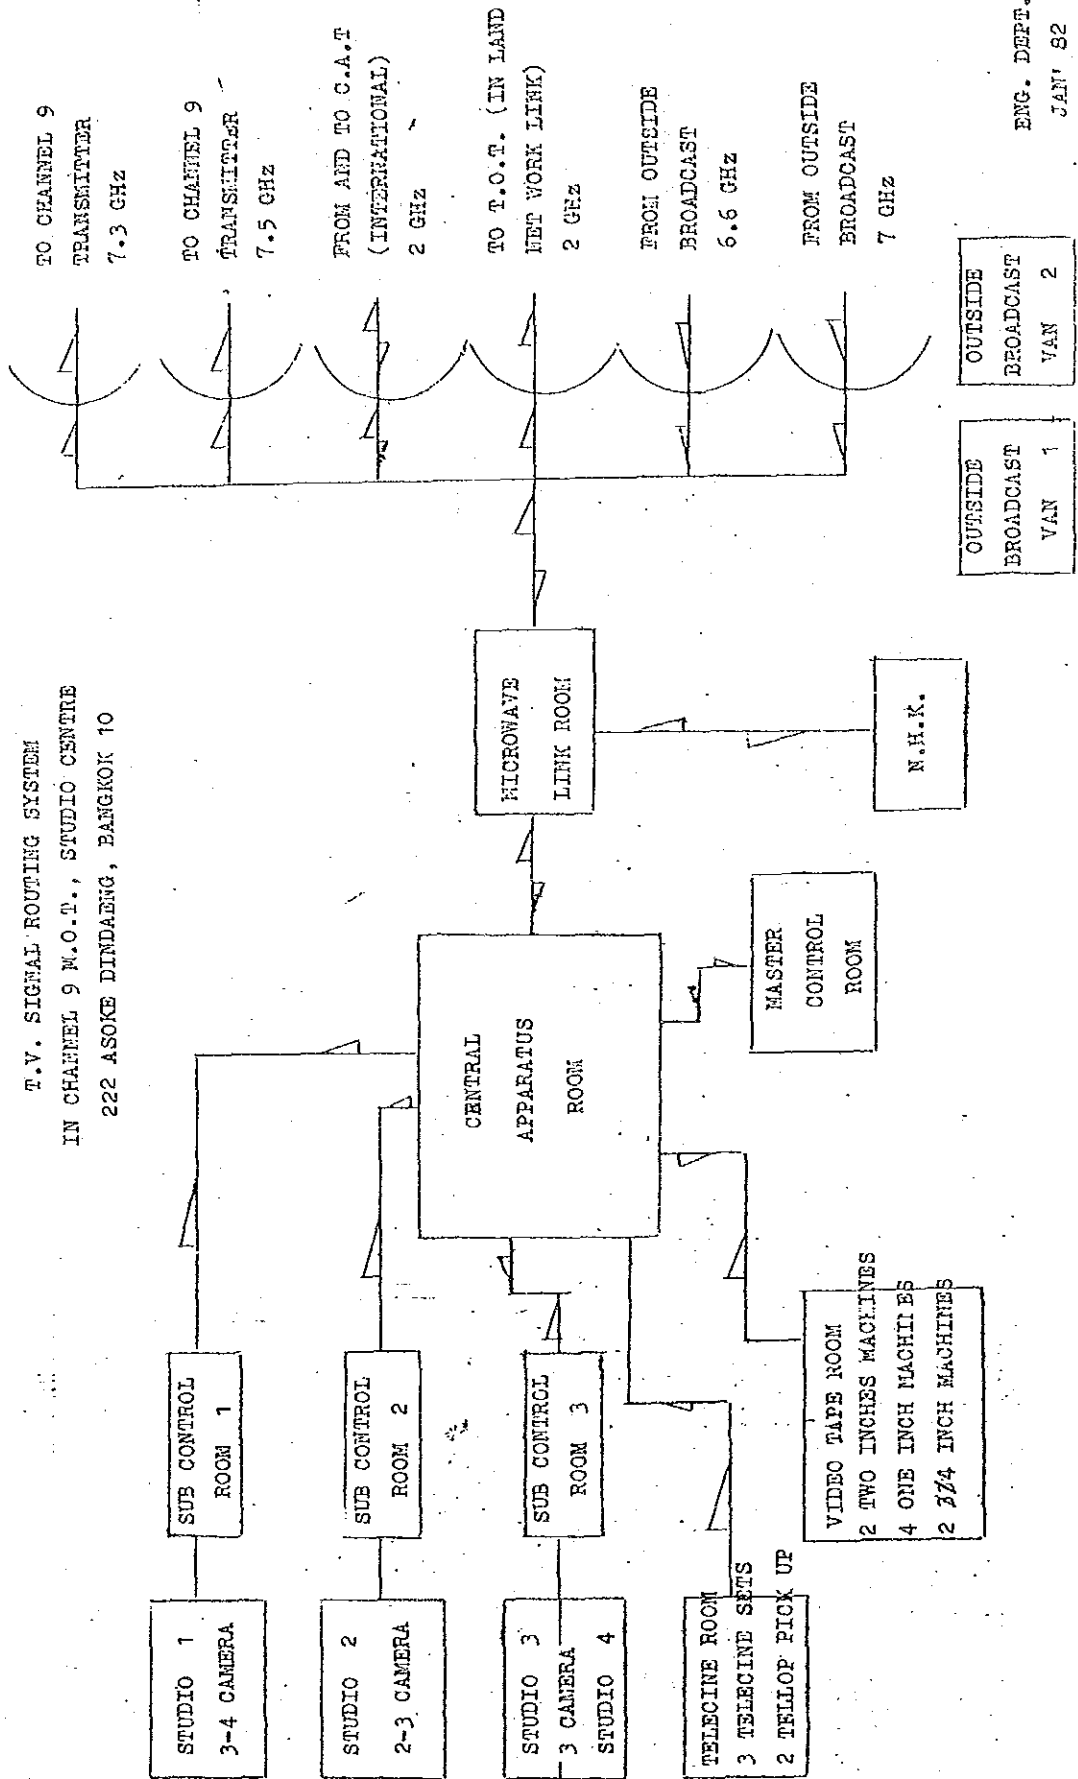 T.V. SIGNAL ROUTING SYSTEM
IN CHANNEL 9 M.O.T., STUDIO CENTRE
222 ASOKE DINDAENG, BANGKOK 10
STUDIO 1
3-4 CAMERA
SUB CONTROL
ROOM 1
STUDIO 2
2-3 CAMERA
SUB CONTROL
ROOM 2
STUDIO 3
3 CAMERA
STUDIO 4
SUB CONTROL
ROOM 3
TELECINE ROOM
3 TELECINE SETS
2 TELLOP PICK UP
VIDEO TAPE ROOM
2 TWO INCHES MACHINES
4 ONE INCH MACHINES
2 3/4 INCH MACHINES
CENTRAL
APPARATUS
ROOM
MASTER
CONTROL
ROOM
MICROWAVE
LINK ROOM
N.H.K.
TO CHANNEL 9
TRANSMITTER
7.3 GHz
TO CHANNEL 9
TRANSMITTER
7.5 GHz
FROM AND TO C.A.T
(INTERNATIONAL)
2 GHz
TO T.O.T. (IN LAND
NET WORK LINK)
2 GHz
FROM OUTSIDE
BROADCAST
6.6 GHz
FROM OUTSIDE
BROADCAST
7 GHz
OUTSIDE
BROADCAST
VAN 1
OUTSIDE
BROADCAST
VAN 2
ENG. DEPT.
JAN' 82